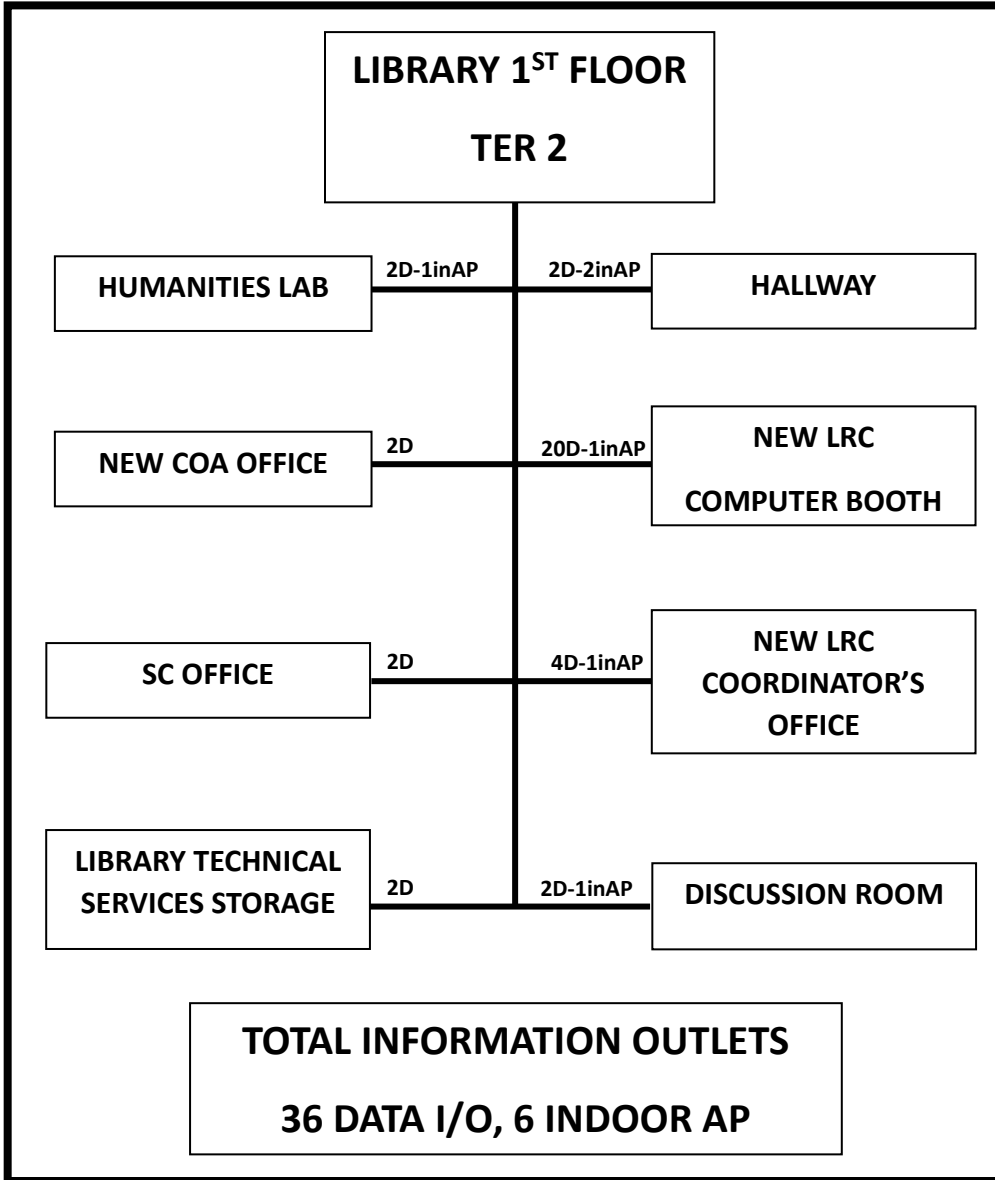 LIBRARY 1ST FLOOR
TER 2
HUMANITIES LAB
2D-1inAP
2D-2inAP
HALLWAY
NEW COA OFFICE
2D
20D-1inAP
NEW LRC
COMPUTER BOOTH
SC OFFICE
2D
4D-1inAP
NEW LRC
COORDINATOR’S
OFFICE
LIBRARY TECHNICAL
SERVICES STORAGE
2D
2D-1inAP
DISCUSSION ROOM
TOTAL INFORMATION OUTLETS
36 DATA I/O, 6 INDOOR AP